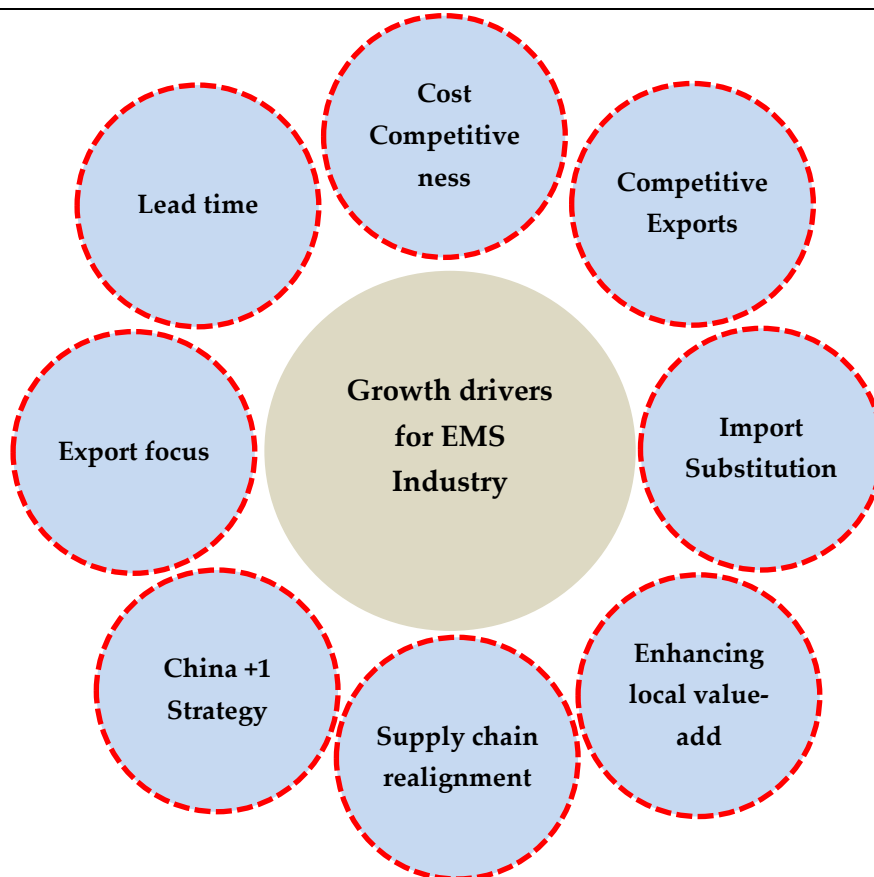 Cost
Competitive
ness
Competitive
Exports
Import
Substitution
Enhancing
local value-
add
Supply chain
realignment
China +1
Strategy
Export focus
Lead time
Growth drivers
for EMS
Industry